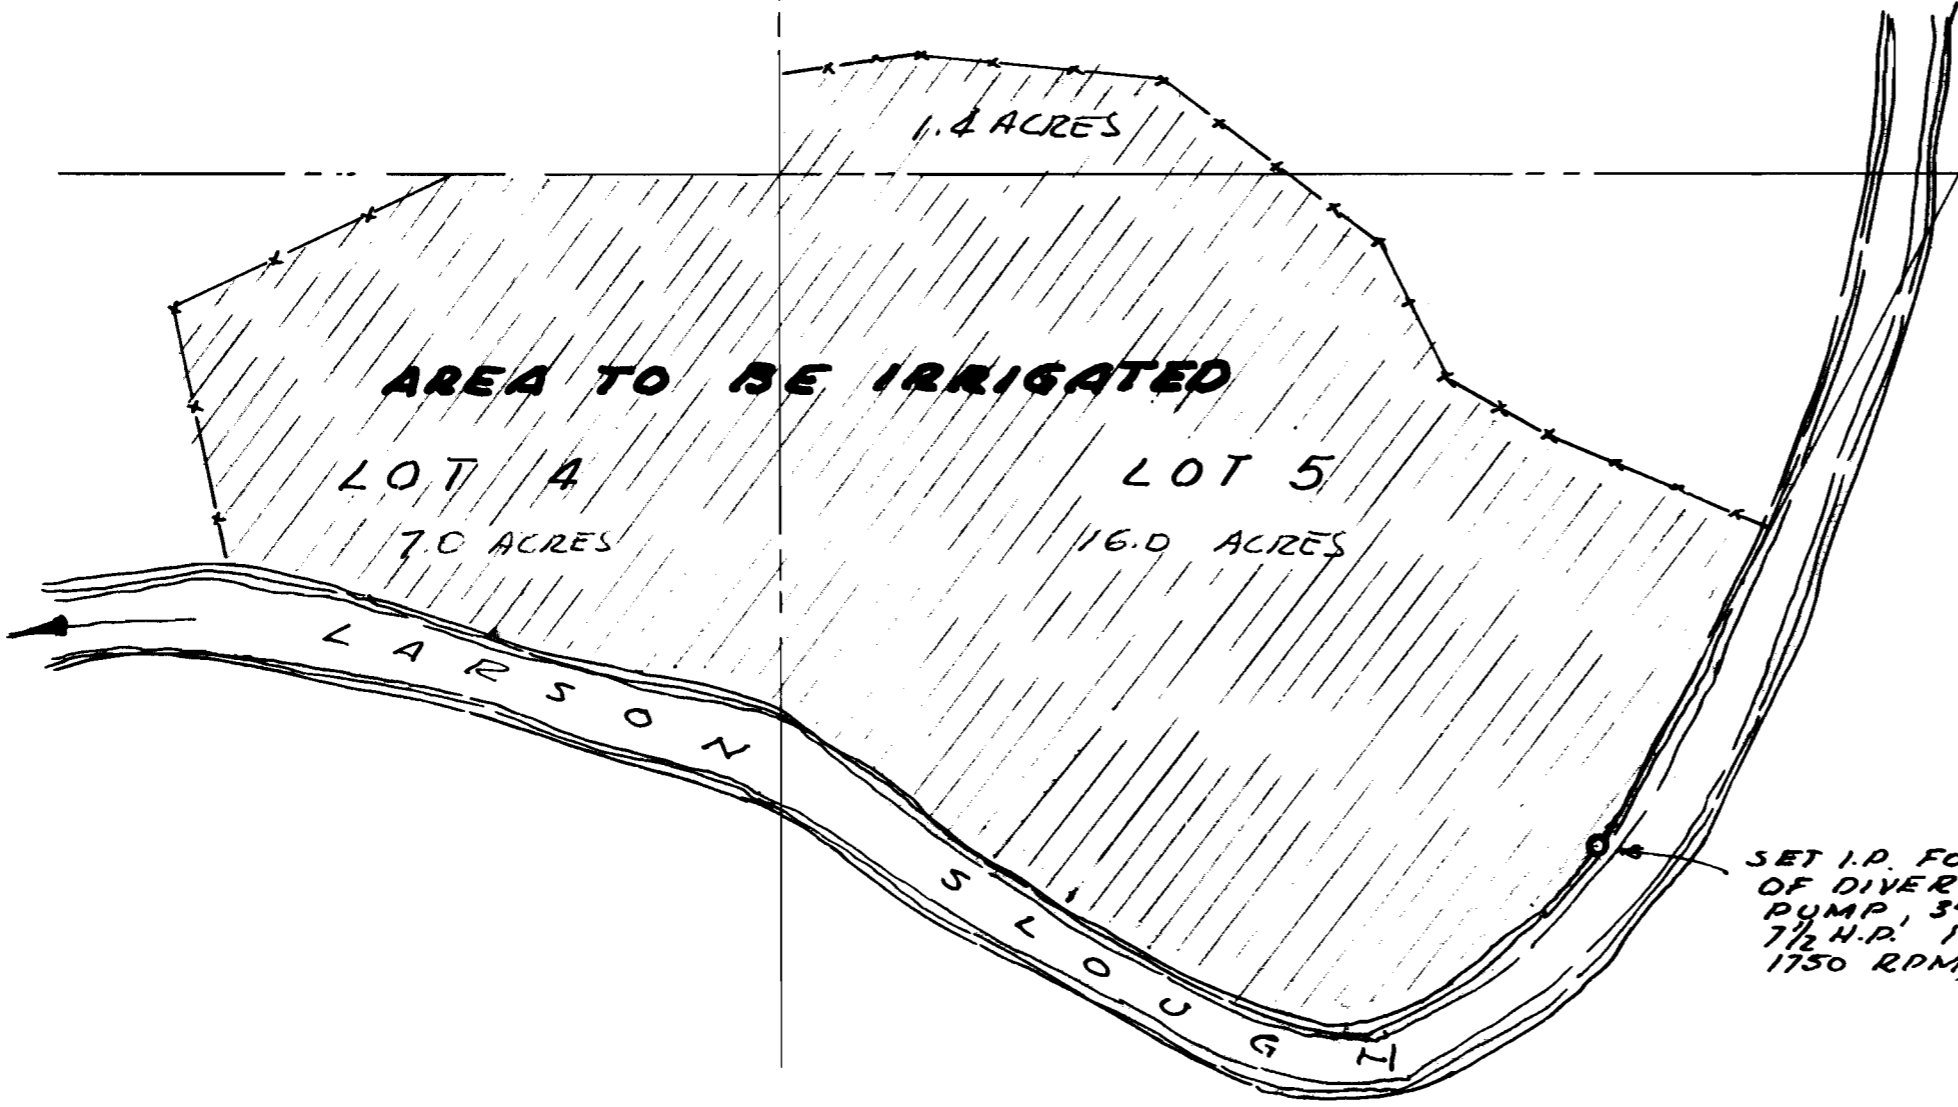 1.4 ACRES
AREA TO BE IRRIGATED
LOT 4
LOT 5
7.0 ACRES
16.0 ACRES
LARSON SLOUGH
SET I.P. FO
OF DIVER
PUMP, 3
7½ H.P.
1750 RPM